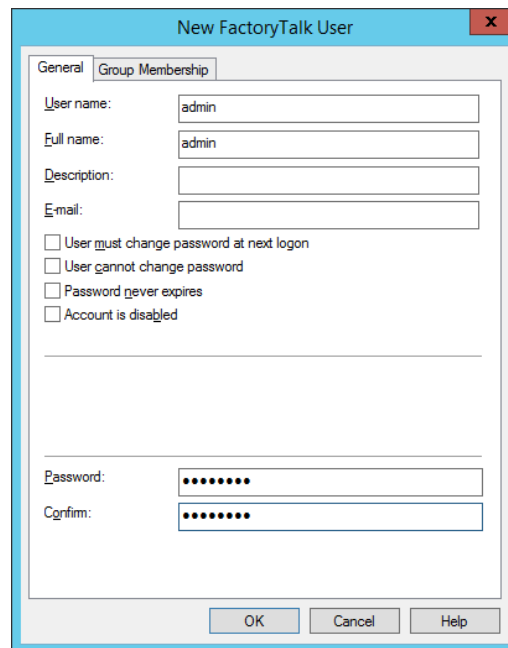 New FactoryTalk User
x
General Group Membership
User name: admin
Full name: admin
Description:
E-mail:
User must change password at next logon
User cannot change password
Password never expires
Account is disabled
Password: ●●●●●●●●
Confirm: ●●●●●●●●
OK Cancel Help